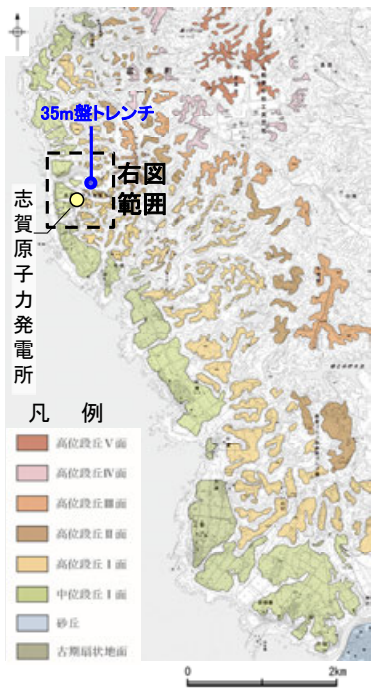 35m盤トレンチ
右図
範囲
志賀原子力発電所
凡 例
高位段丘Ⅴ面
高位段丘Ⅳ面
高位段丘Ⅲ面
高位段丘Ⅱ面
高位段丘Ⅰ面
中位段丘Ⅰ面
砂丘
古期扇状地面
0 2km